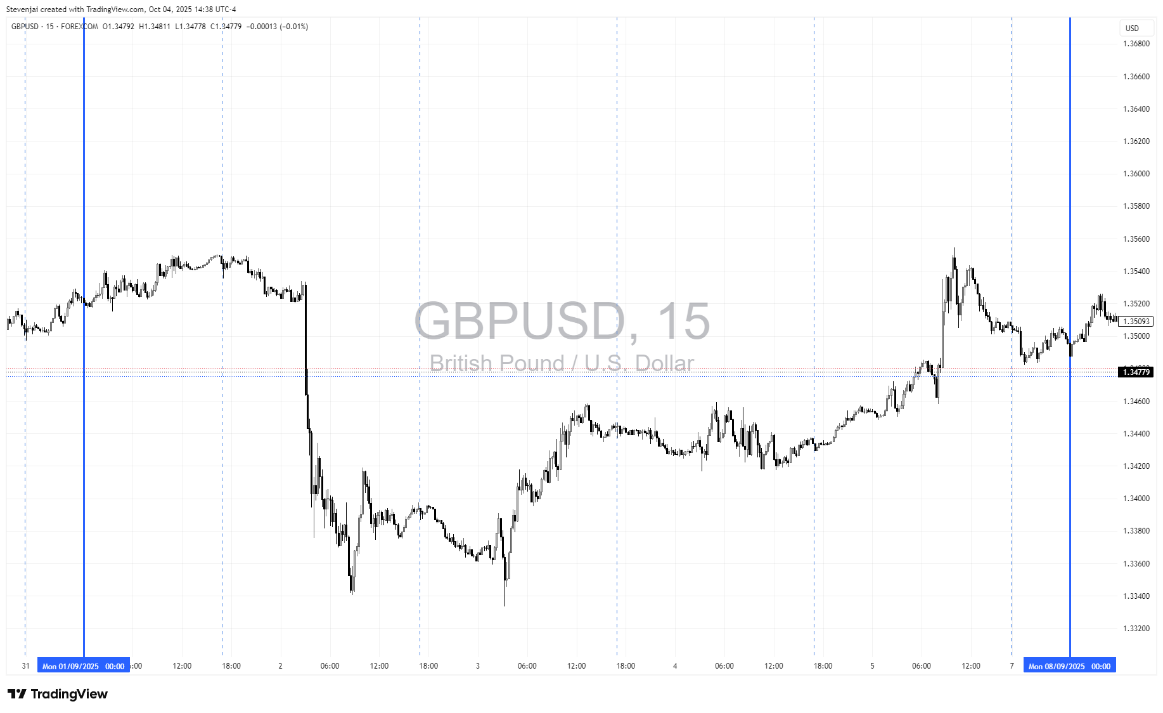 Stevenjai created with TradingView.com, Oct 04, 2025 14:38 UTC-4
GBPUSD · 15 · FOREXCOM O1.34792 H1.34811 L1.34778 C1.34779 -0.00013 (-0.01%)
USD
1.36800
1.36600
1.36400
1.36200
1.36000
1.35800
1.35600
1.35400
1.35200
1.35093
1.35000
1.34779
1.34600
1.34400
1.34200
1.34000
1.33800
1.33600
1.33400
1.33200
GBPUSD, 15
British Pound / U.S. Dollar
31 Mon 01/09/2025 00:00 :00 12:00 18:00 2 06:00 12:00 18:00 3 06:00 12:00 18:00 4 06:00 12:00 18:00 5 06:00 12:00 7 Mon 08/09/2025 00:00
TradingView